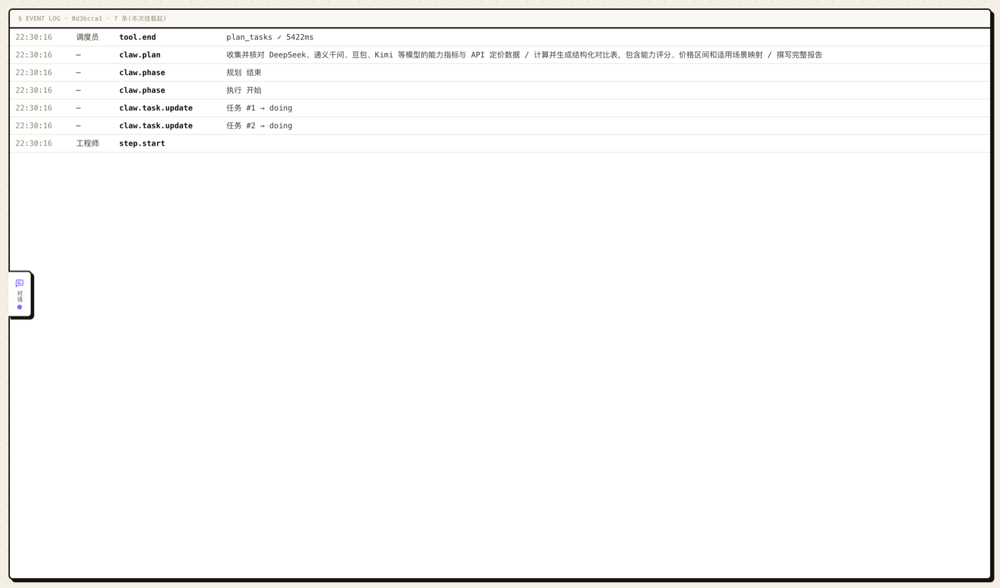 § EVENT LOG · 0d3bcca1 · 7 条(本次挂载起)
22:30:16 调度员 tool.end plan_tasks ✓ 5422ms
22:30:16 — claw.plan 收集并核对 DeepSeek、通义千问、豆包、Kimi 等模型的能力指标与 API 定价数据 / 计算并生成结构化对比表，包含能力评分、价格区间和适用场景映射 / 撰写完整报告
22:30:16 — claw.phase 规划 结束
22:30:16 — claw.phase 执行 开始
22:30:16 — claw.task.update 任务 #1 → doing
22:30:16 — claw.task.update 任务 #2 → doing
22:30:16 工程师 step.start
对话